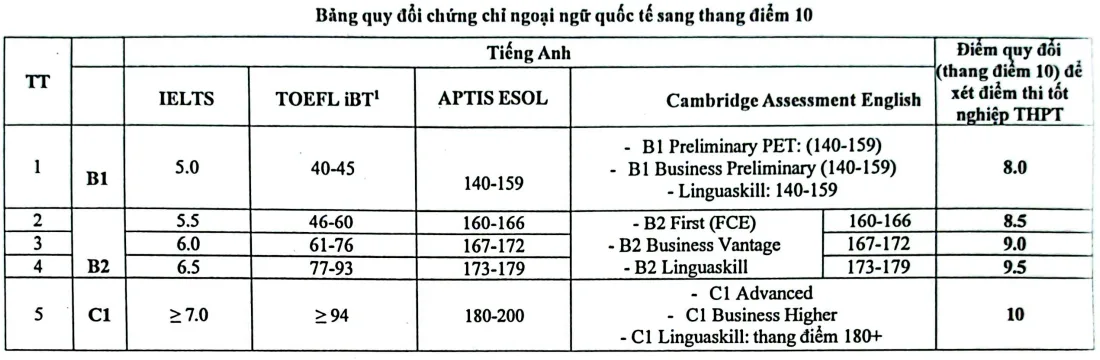 Bảng quy đổi chứng chỉ ngoại ngữ quốc tế sang thang điểm 10
TT
Tiếng Anh
Điểm quy đổi
(thang điểm 10) để
xét điểm thi tốt
nghiệp THPT
IELTS
TOEFL iBT1
APTIS ESOL
Cambridge Assessment English
1
B1
5.0
40-45
140-159
- B1 Preliminary PET: (140-159)
- B1 Business Preliminary (140-159)
- Linguaskill: 140-159
8.0
2
5.5
46-60
160-166
- B2 First (FCE)
160-166
8.5
3
6.0
61-76
167-172
- B2 Business Vantage
167-172
9.0
4
B2
6.5
77-93
173-179
- B2 Linguaskill
173-179
9.5
5
C1
≥ 7.0
≥ 94
180-200
- C1 Advanced
- C1 Business Higher
- C1 Linguaskill: thang điểm 180+
10